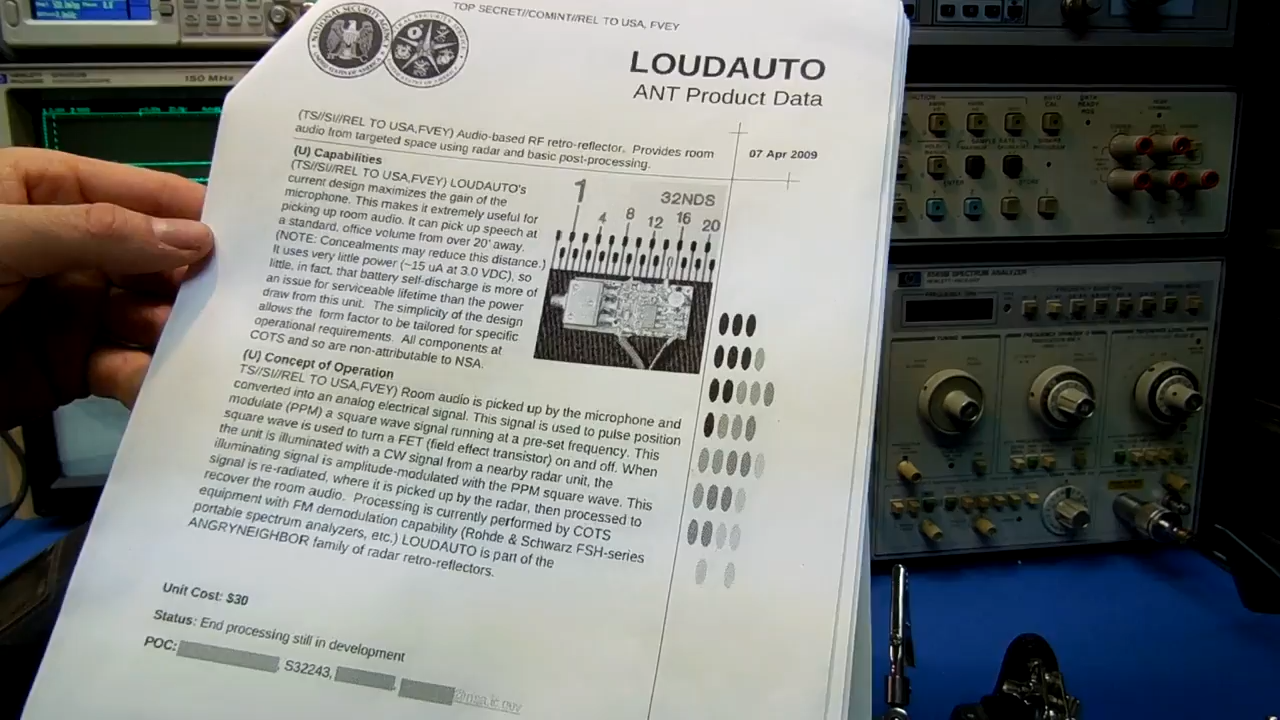 TOP SECRET//COMINT//REL TO USA, FVEY
NATIONAL SECURITY AGENCY
UNITED STATES OF AMERICA
LOUDAUTO
ANT Product Data
(TS//SI//REL TO USA,FVEY) Audio-based RF retro-reflector. Provides room
audio from targeted space using radar and basic post-processing.
07 Apr 2009
(U) Capabilities
(TS//SI//REL TO USA,FVEY) LOUDAUTO's
current design maximizes the gain of the
microphone. This makes it extremely useful for
picking up room audio. It can pick up speech at
a standard, office volume from over 20' away.
(NOTE: Concealments may reduce this distance.)
It uses very little power (~15 uA at 3.0 VDC), so
little, in fact, that battery self-discharge is more of
an issue for serviceable lifetime than the power
draw from this unit. The simplicity of the design
allows the form factor to be tailored for specific
operational requirements. All components at
COTS and so are non-attributable to NSA.
1
32NDS
4 8 12 16 20
(U) Concept of Operation
TS//SI//REL TO USA,FVEY) Room audio is picked up by the microphone and
converted into an analog electrical signal. This signal is used to pulse position
modulate (PPM) a square wave signal running at a pre-set frequency. This
square wave is used to turn a FET (field effect transistor) on and off. When
the unit is illuminated with a CW signal from a nearby radar unit, the
illuminating signal is amplitude-modulated with the PPM square wave. This
signal is re-radiated, where it is picked up by the radar, then processed to
recover the room audio. Processing is currently performed by COTS
equipment with FM demodulation capability (Rohde & Schwarz FSH-series
portable spectrum analyzers, etc.) LOUDAUTO is part of the
ANGRYNEIGHBOR family of radar retro-reflectors.
Unit Cost: $30
Status: End processing still in development
POC: , S32243, , @nsa.ic.gov
150 MHz
SPECTRUM ANALYZER